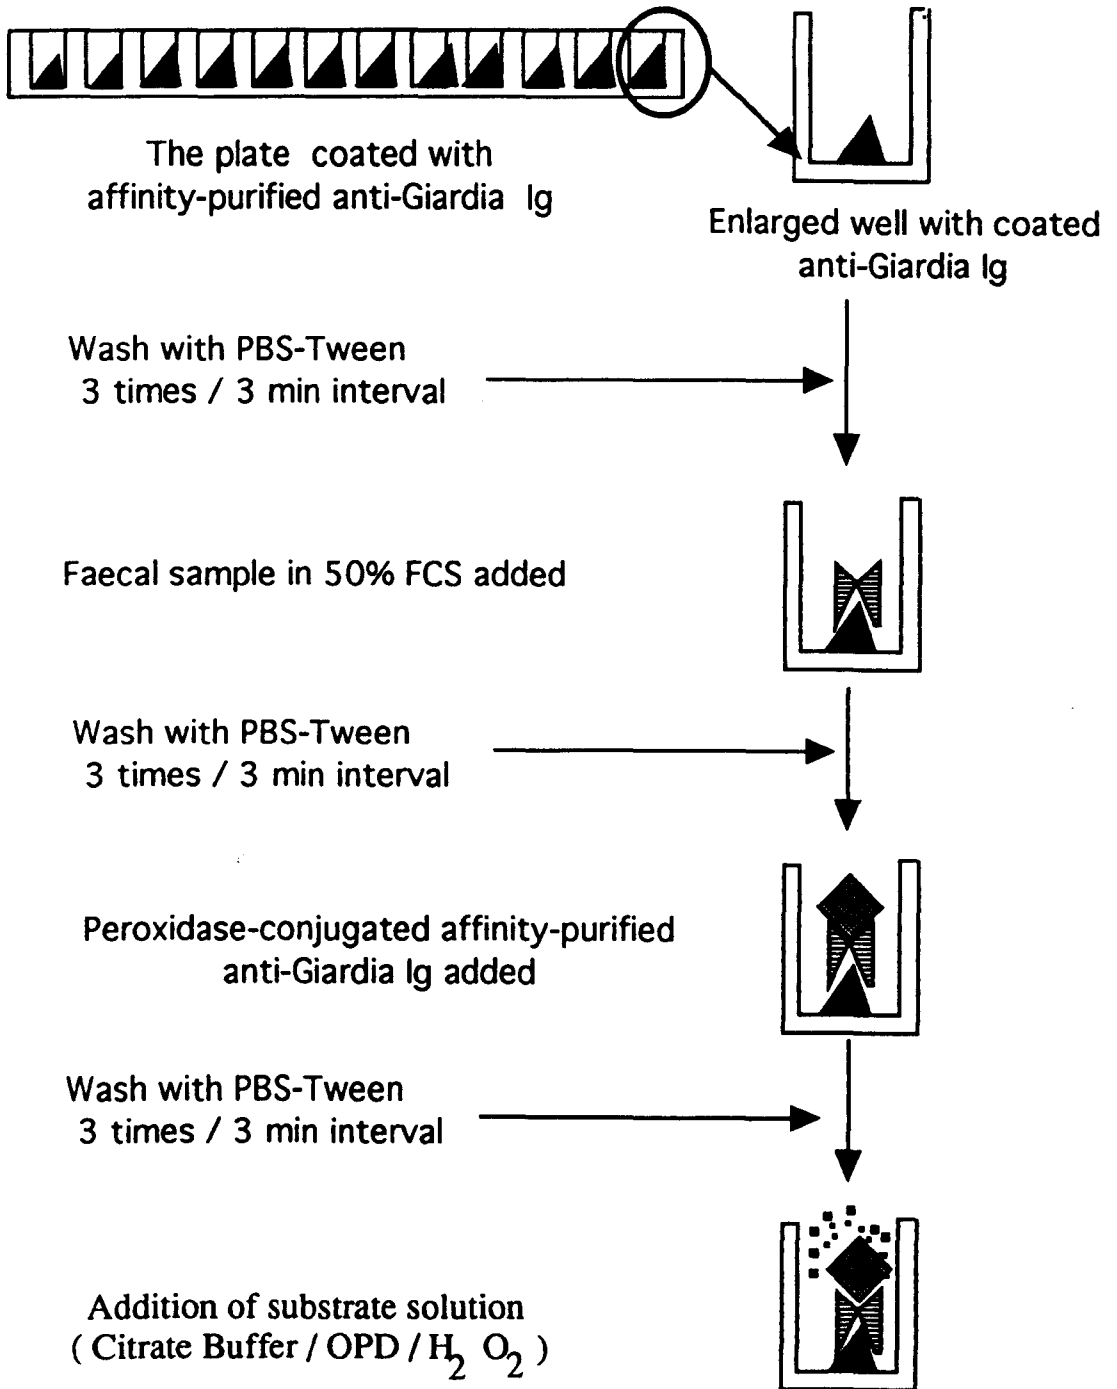 The plate coated with
affinity-purified anti-Giardia Ig
Enlarged well with coated
anti-Giardia Ig
Wash with PBS-Tween
3 times / 3 min interval
Faecal sample in 50% FCS added
Wash with PBS-Tween
3 times / 3 min interval
Peroxidase-conjugated affinity-purified
anti-Giardia Ig added
Wash with PBS-Tween
3 times / 3 min interval
Addition of substrate solution
( Citrate Buffer / OPD / H₂ O₂ )